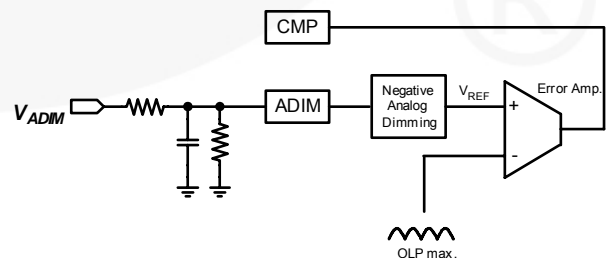 CMP
V_ADIM
ADIM
Negative
Analog
Dimming
V_REF
+
-
Error Amp.
OLP max.
®